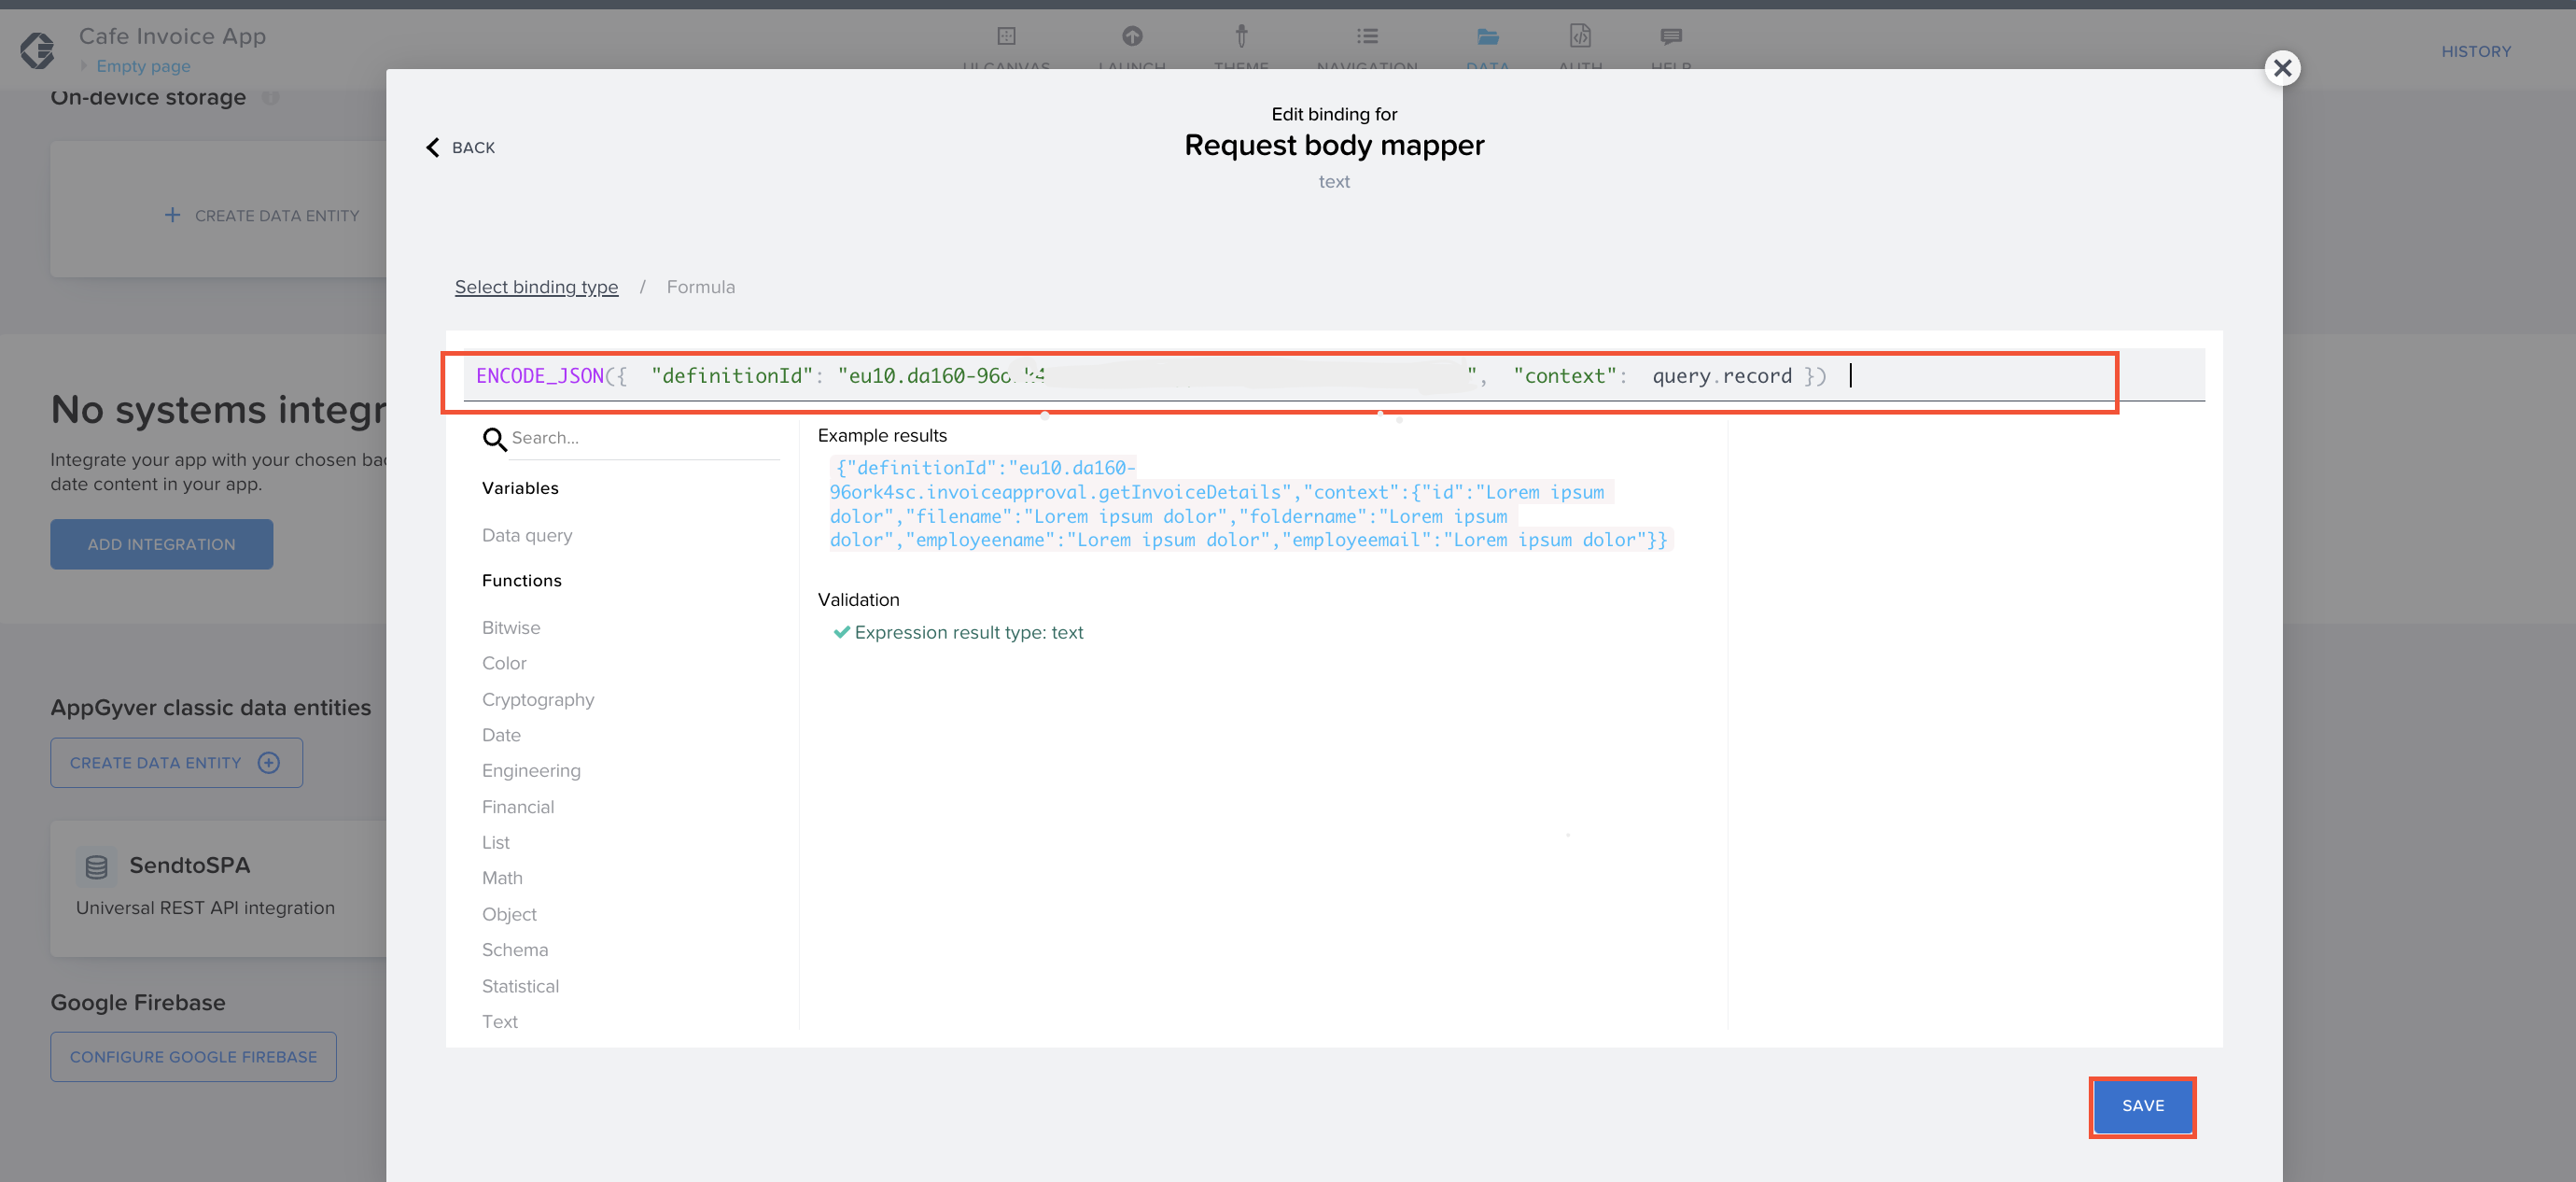 Cafe Invoice App
Empty page
UI CANVAS
LAUNCH
THEME
NAVIGATION
DATA
AUTH
HELP
HISTORY
On-device storage
CREATE DATA ENTITY
No systems integr
Integrate your app with your chosen bac
date content in your app.
ADD INTEGRATION
AppGyver classic data entities
CREATE DATA ENTITY
SendtoSPA
Universal REST API integration
Google Firebase
CONFIGURE GOOGLE FIREBASE
BACK
Edit binding for
Request body mapper
text
Select binding type / Formula
ENCODE_JSON({ "definitionId": "eu10.da160-96ork4 ", "context": query.record })
Search...
Variables
Data query
Functions
Bitwise
Color
Cryptography
Date
Engineering
Financial
List
Math
Object
Schema
Statistical
Text
Example results
{"definitionId":"eu10.da160-
96ork4sc.invoiceapproval.getInvoiceDetails","context":{"id":"Lorem ipsum
dolor","filename":"Lorem ipsum dolor","foldername":"Lorem ipsum
dolor","employeename":"Lorem ipsum dolor","employeemail":"Lorem ipsum dolor"}}
Validation
Expression result type: text
SAVE